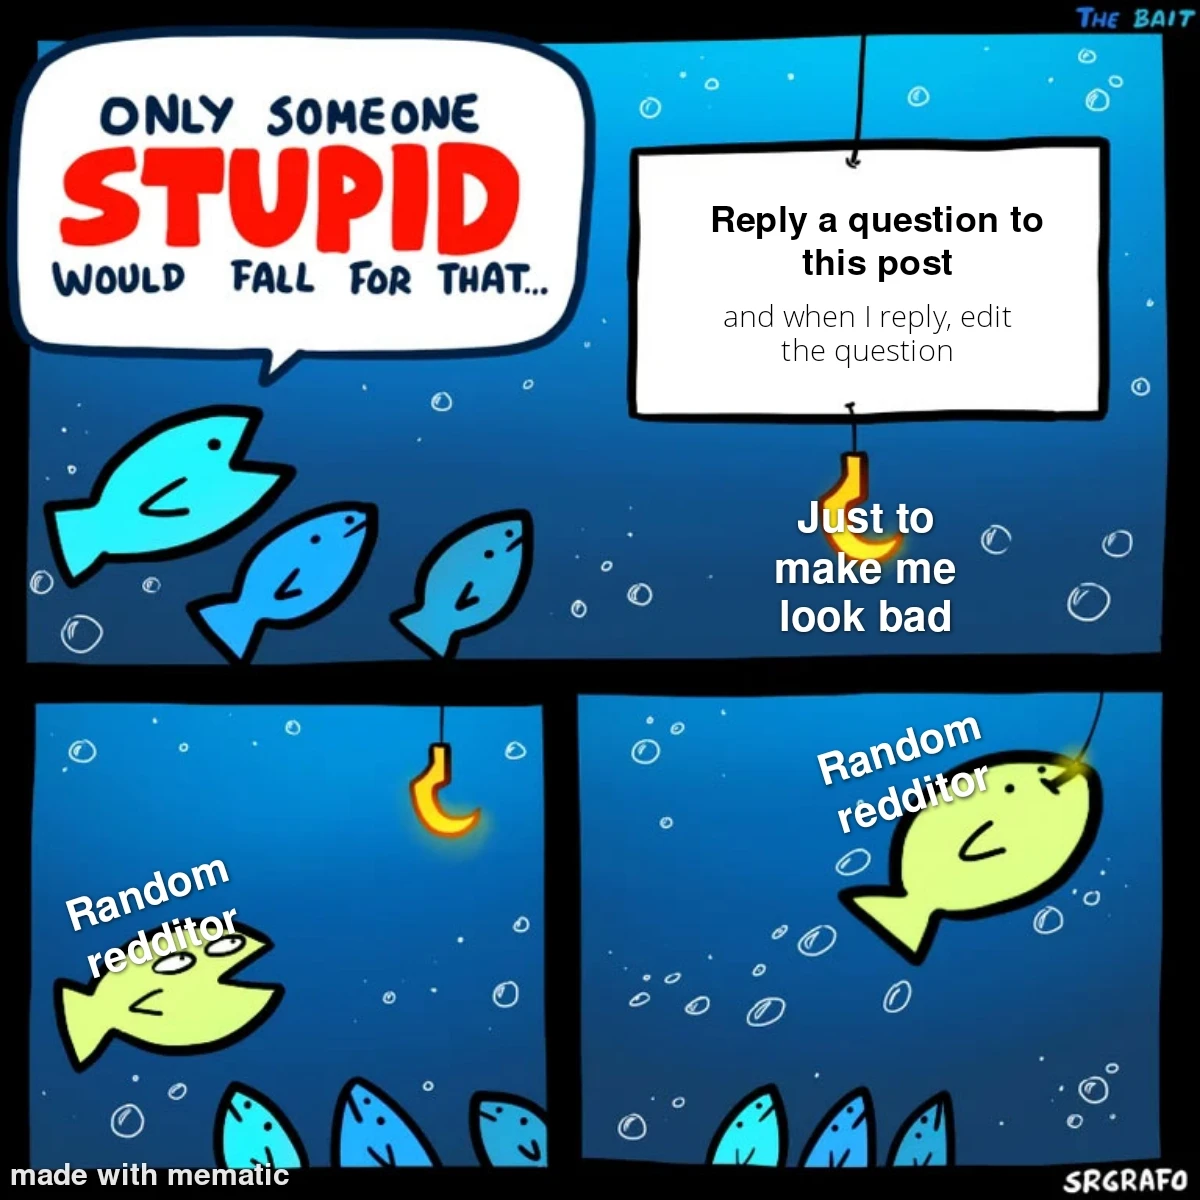 THE BAIT
ONLY SOMEONE
STUPID
WOULD FALL FOR THAT...
Reply a question to
this post
and when I reply, edit
the question
Just to
make me
look bad
Random
redditor
Random
redditor
made with mematic
SRGRAFO